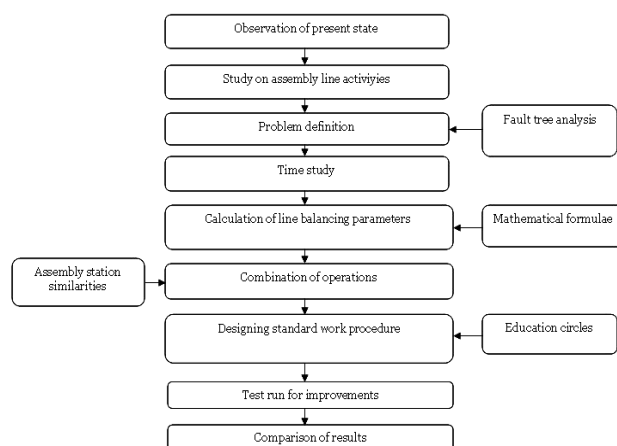 Observation of present state
Study on assembly line activiyies
Problem definition
Fault tree analysis
Time study
Calculation of line balancing parameters
Mathematical formulae
Assembly station
similarities
Combination of operations
Designing standard work procedure
Education circles
Test run for improvements
Comparison of results